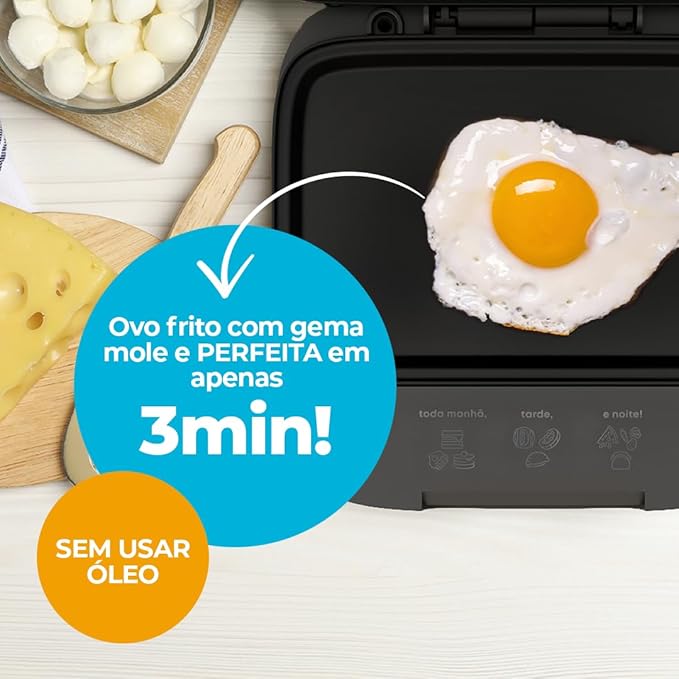 Ovo frito com gema
mole e PERFEITA em
apenas
3min!
toda manhã, tarde, e noite!
SEM USAR
ÓLEO